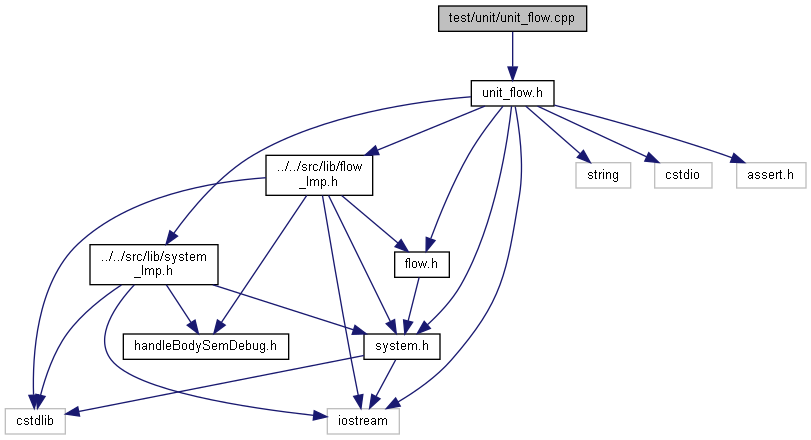 test/unit/unit_flow.cpp
unit_flow.h
../../src/lib/flow
_Imp.h
string
cstdio
assert.h
../../src/lib/system
_Imp.h
flow.h
handleBodySemDebug.h
system.h
cstdlib
iostream